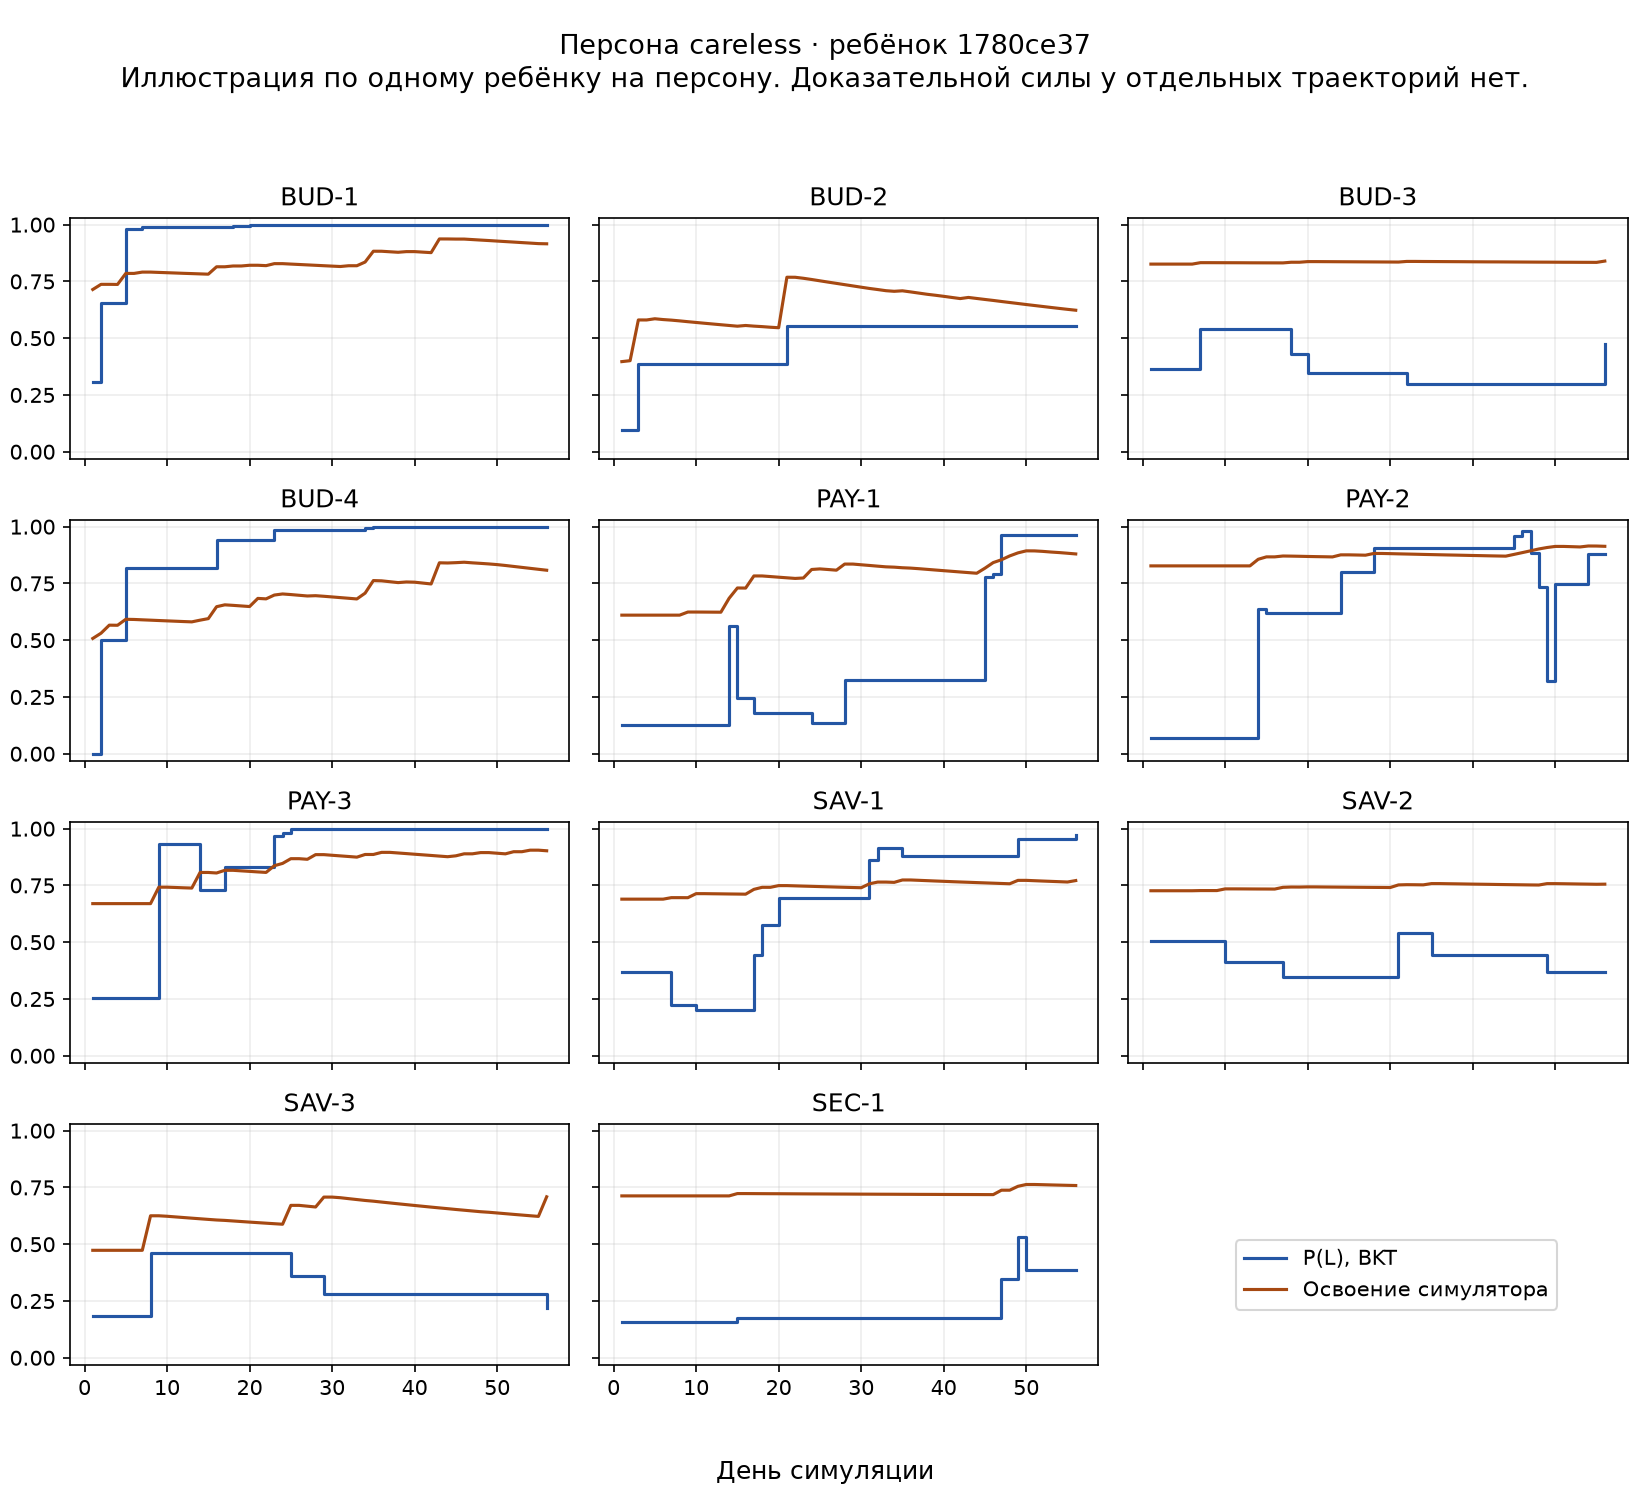 Персона careless · ребёнок 1780ce37
Иллюстрация по одному ребёнку на персону. Доказательной силы у отдельных траекторий нет.
BUD-1
BUD-2
BUD-3
1.00
0.75
0.50
0.25
0.00
BUD-4
PAY-1
PAY-2
1.00
0.75
0.50
0.25
0.00
PAY-3
SAV-1
SAV-2
1.00
0.75
0.50
0.25
0.00
SAV-3
SEC-1
1.00
0.75
0.50
0.25
0.00
0 10 20 30 40 50
0 10 20 30 40 50
P(L), BKT
Освоение симулятора
День симуляции